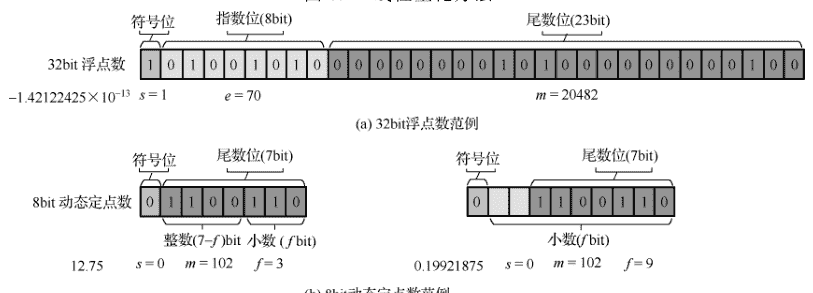 符号位 指数位(8bit) 尾数位(23bit)
32bit 浮点数 1 0 1 0 0 1 0 1 0 0 0 0 0 0 0 0 0 1 0 1 0 0 0 0 0 0 0 0 0 1 0 0
−1.42122425×10⁻¹³ s=1 e=70 m=20482
(a) 32bit浮点数范例
符号位 尾数位(7bit) 符号位 尾数位(7bit)
8bit 动态定点数 0 1 1 0 0 1 1 0 0 1 1 0 0 1 1 0
整数(7−f)bit 小数(f bit) 小数(f bit)
12.75 s=0 m=102 f=3 0.19921875 s=0 m=102 f=9